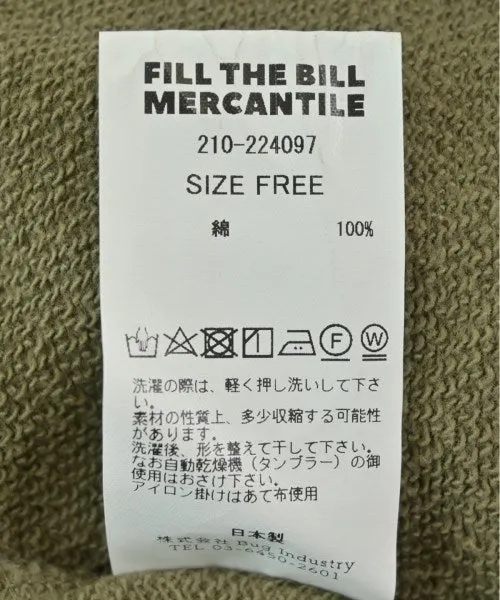 FILL THE BILL
MERCANTILE
210-224097
SIZE FREE
綿 100%
F W
洗濯の際は、軽く押し洗いして下さ
い。
素材の性質上、多少収縮する可能性
があります。
洗濯後、形を整えて干して下さい。
なお自動乾燥機（タンブラー）の御
使用はおさけ下さい。
アイロン掛けはあて布使用
日本製
株式会社 Bug Industry
TEL 03-6450-2601